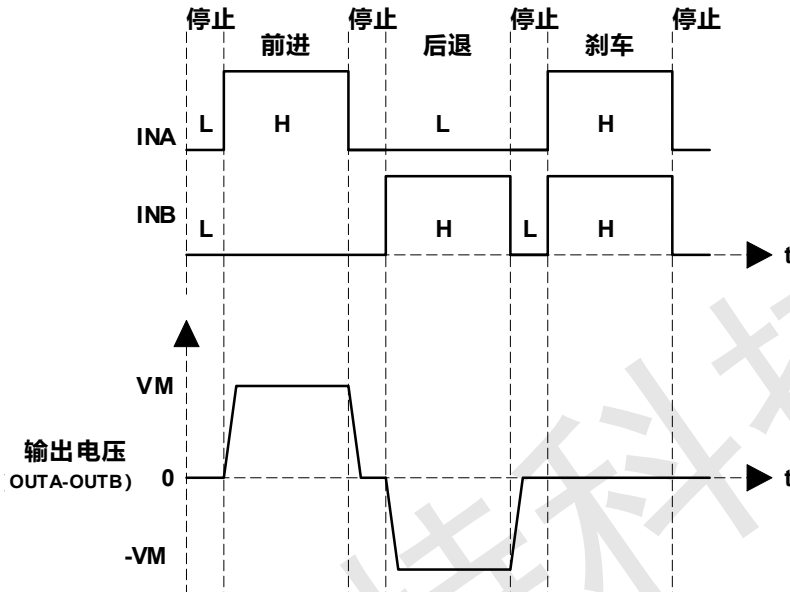 停止 停止 停止 停止
前进 后退 刹车
L H L H
INA
INB
L H L H
t
VM
输出电压
OUTA-OUTB) 0
t
-VM